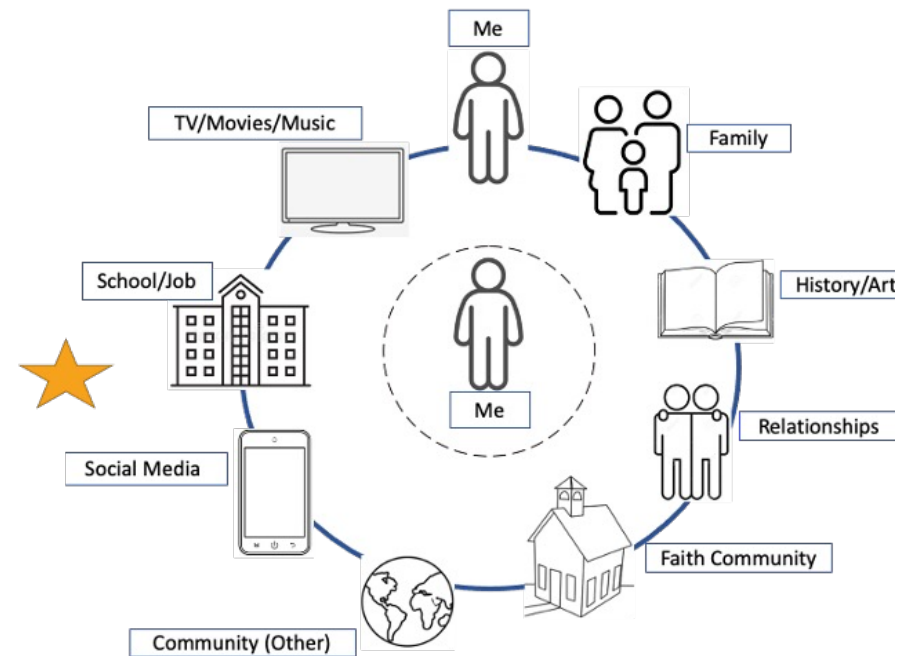 Me
TV/Movies/Music
Family
School/Job
History/Art
Me
Relationships
Social Media
Faith Community
Community (Other)